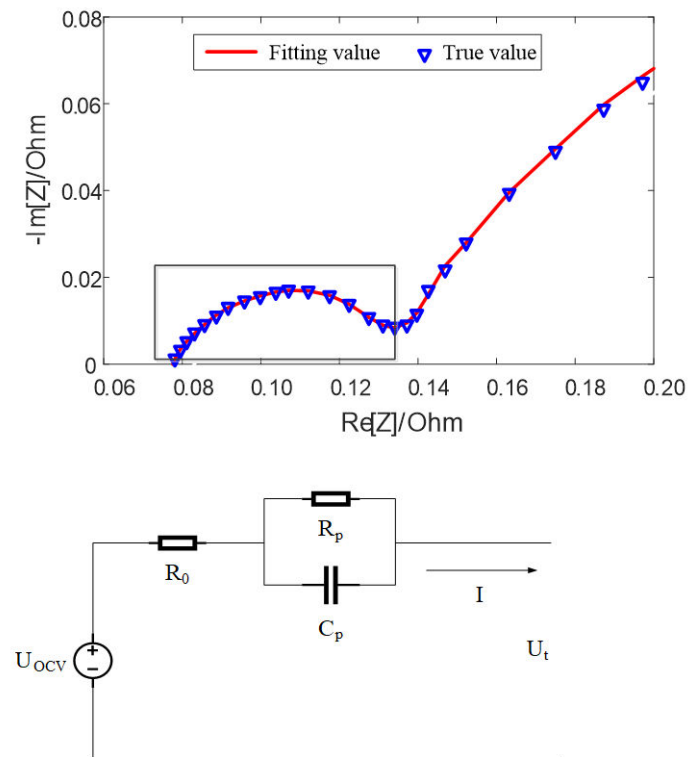 0.08
Fitting value True value
0.06
0.04
0.02
0
0.06 0.08 0.10 0.12 0.14 0.16 0.18 0.20
-Im[Z]/Ohm
Re[Z]/Ohm
Rp
R0
Cp
I
UOCV
+
−
Ut